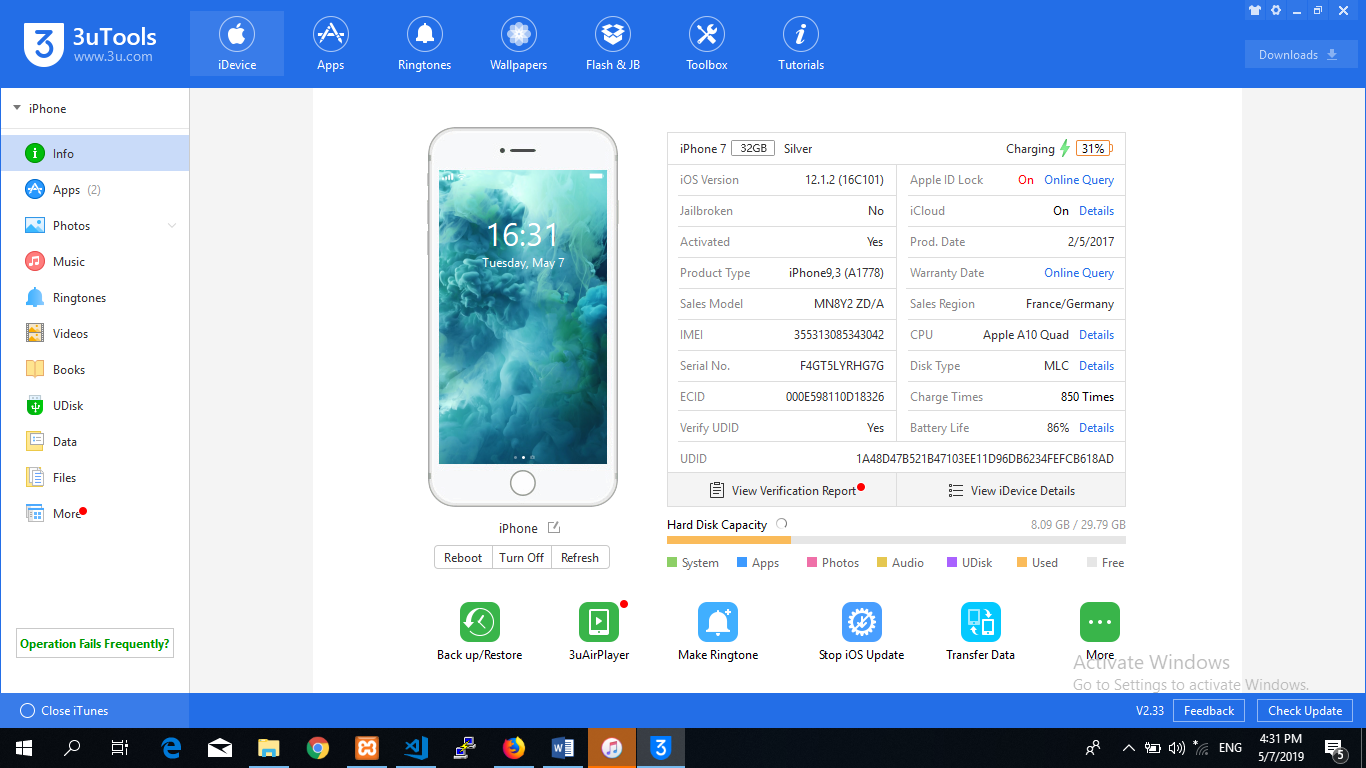 3 3uTools
www.3u.com
iDevice
Apps
Ringtones
Wallpapers
Flash & JB
Toolbox
Tutorials
Downloads
iPhone
Info
Apps (2)
Photos
Music
Ringtones
Videos
Books
UDisk
Data
Files
More
Operation Fails Frequently?
Close iTunes
16:31
Tuesday, May 7
iPhone
Reboot Turn Off Refresh
iPhone 7 32GB Silver Charging 31%
iOS Version 12.1.2 (16C101) Apple ID Lock On Online Query
Jailbroken No iCloud On Details
Activated Yes Prod. Date 2/5/2017
Product Type iPhone9,3 (A1778) Warranty Date Online Query
Sales Model MN8Y2 ZD/A Sales Region France/Germany
IMEI 355313085343042 CPU Apple A10 Quad Details
Serial No. F4GT5LYRHG7G Disk Type MLC Details
ECID 000E598110D18326 Charge Times 850 Times
Verify UDID Yes Battery Life 86% Details
UDID 1A48D47B521B47103EE11D96DB6234FEFCB618AD
View Verification Report View iDevice Details
Hard Disk Capacity 8.09 GB / 29.79 GB
System Apps Photos Audio UDisk Used Free
Back up/Restore 3uAirPlayer Make Ringtone Stop iOS Update Transfer Data More
Activate Windows
Go to Settings to activate Windows.
V2.33 Feedback Check Update
ENG
4:31 PM
5/7/2019
5